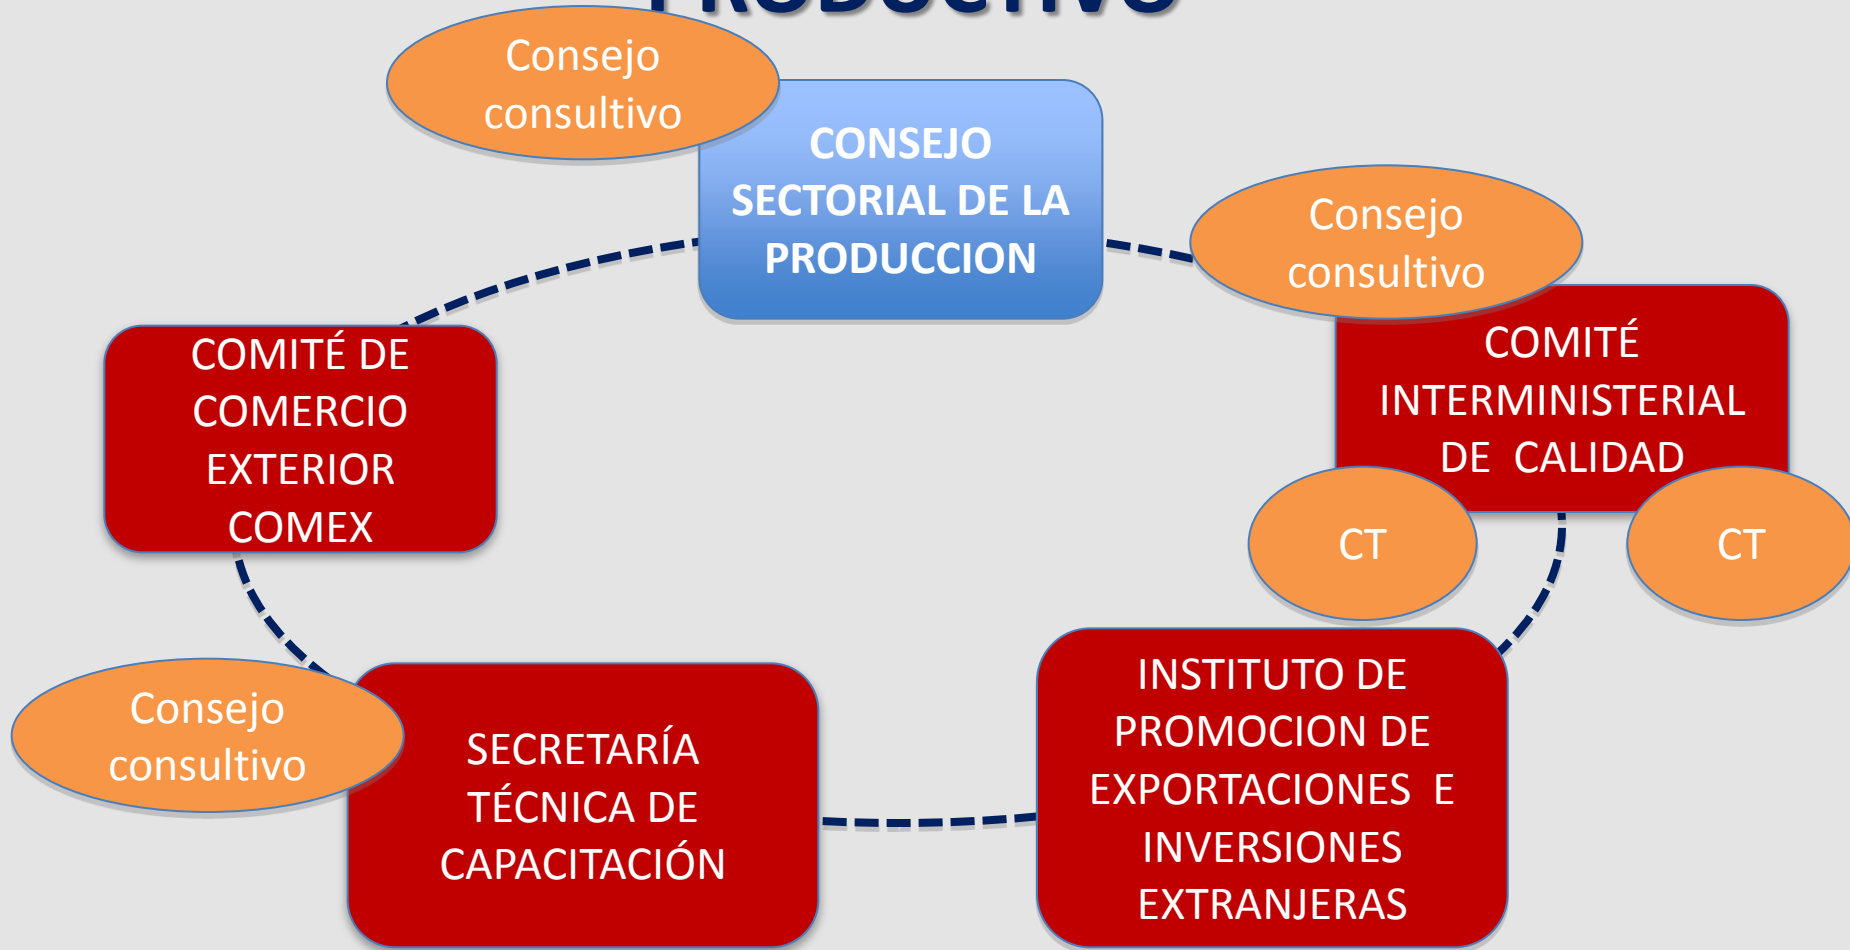 PRODUCTIVO
Consejo
consultivo
CONSEJO
SECTORIAL DE LA
PRODUCCION
Consejo
consultivo
COMITÉ
INTERMINISTERIAL
DE CALIDAD
CT
CT
COMITÉ DE
COMERCIO
EXTERIOR
COMEX
Consejo
consultivo
SECRETARÍA
TÉCNICA DE
CAPACITACIÓN
INSTITUTO DE
PROMOCION DE
EXPORTACIONES E
INVERSIONES
EXTRANJERAS